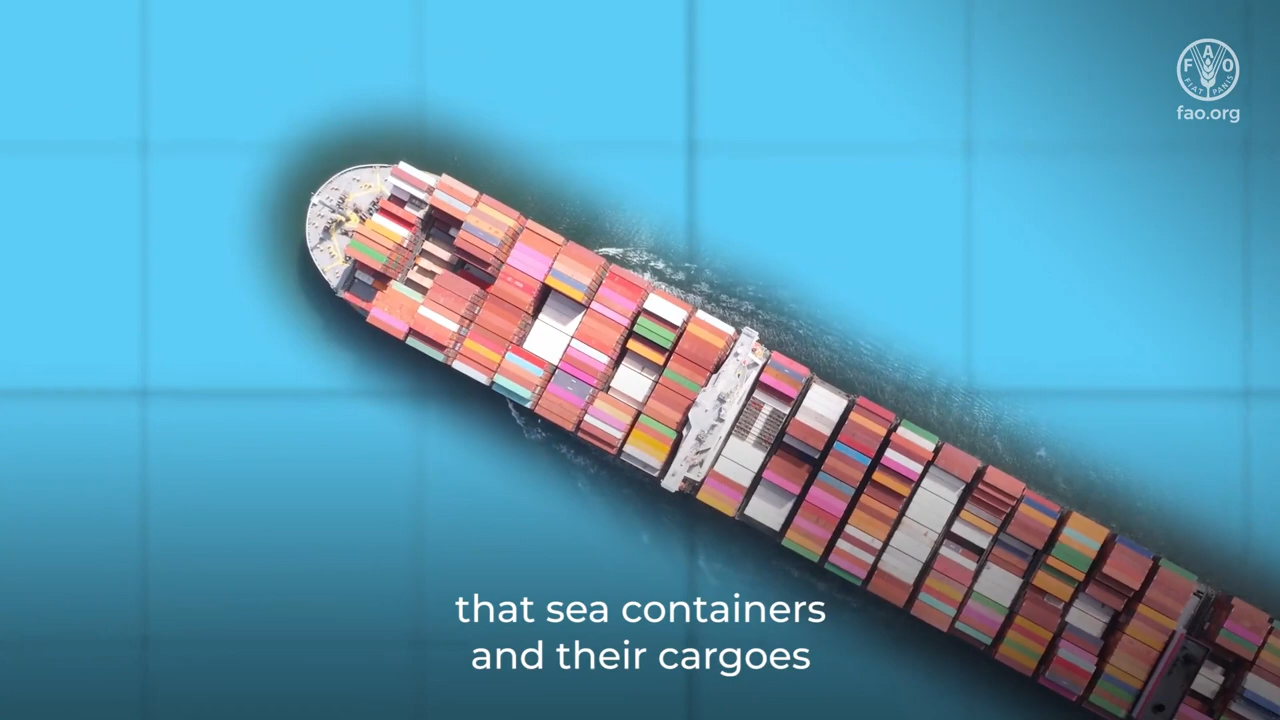 FAO
FIAT PANIS
fao.org
that sea containers
and their cargoes